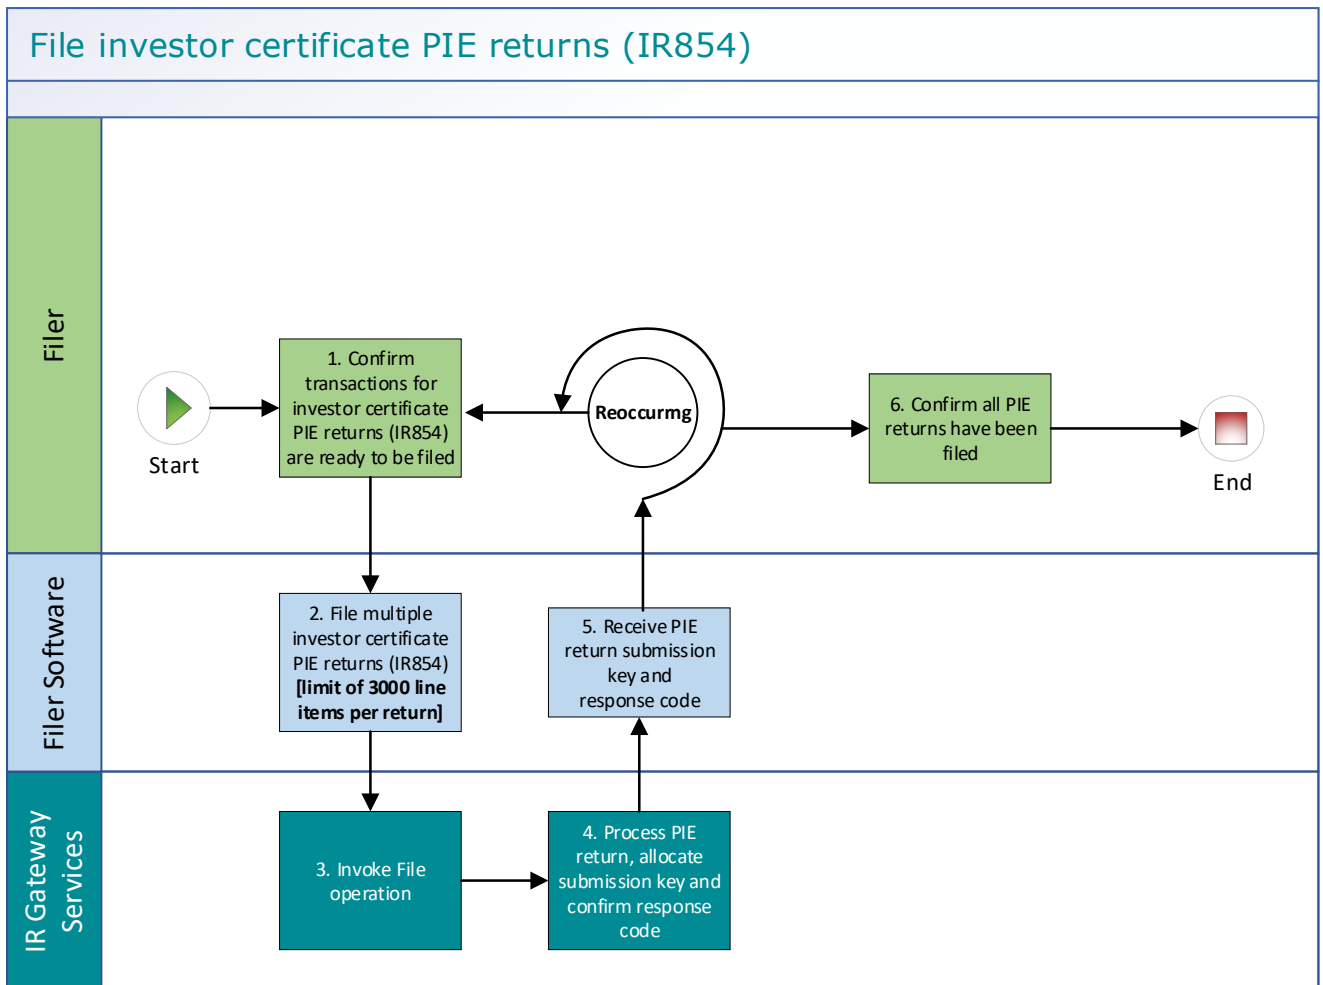 File investor certificate PIE returns (IR854)
Filer
1. Confirm
transactions for
investor certificate
PIE returns (IR854)
are ready to be filed
Start
Reoccurmg
6. Confirm all PIE
returns have been
filed
End
Filer Software
2. File multiple
investor certificate
PIE returns (IR854)
[limit of 3000 line
items per return]
5. Receive PIE
return submission
key and
response code
IR Gateway
Services
3. Invoke File
operation
4. Process PIE
return, allocate
submission key and
confirm response
code